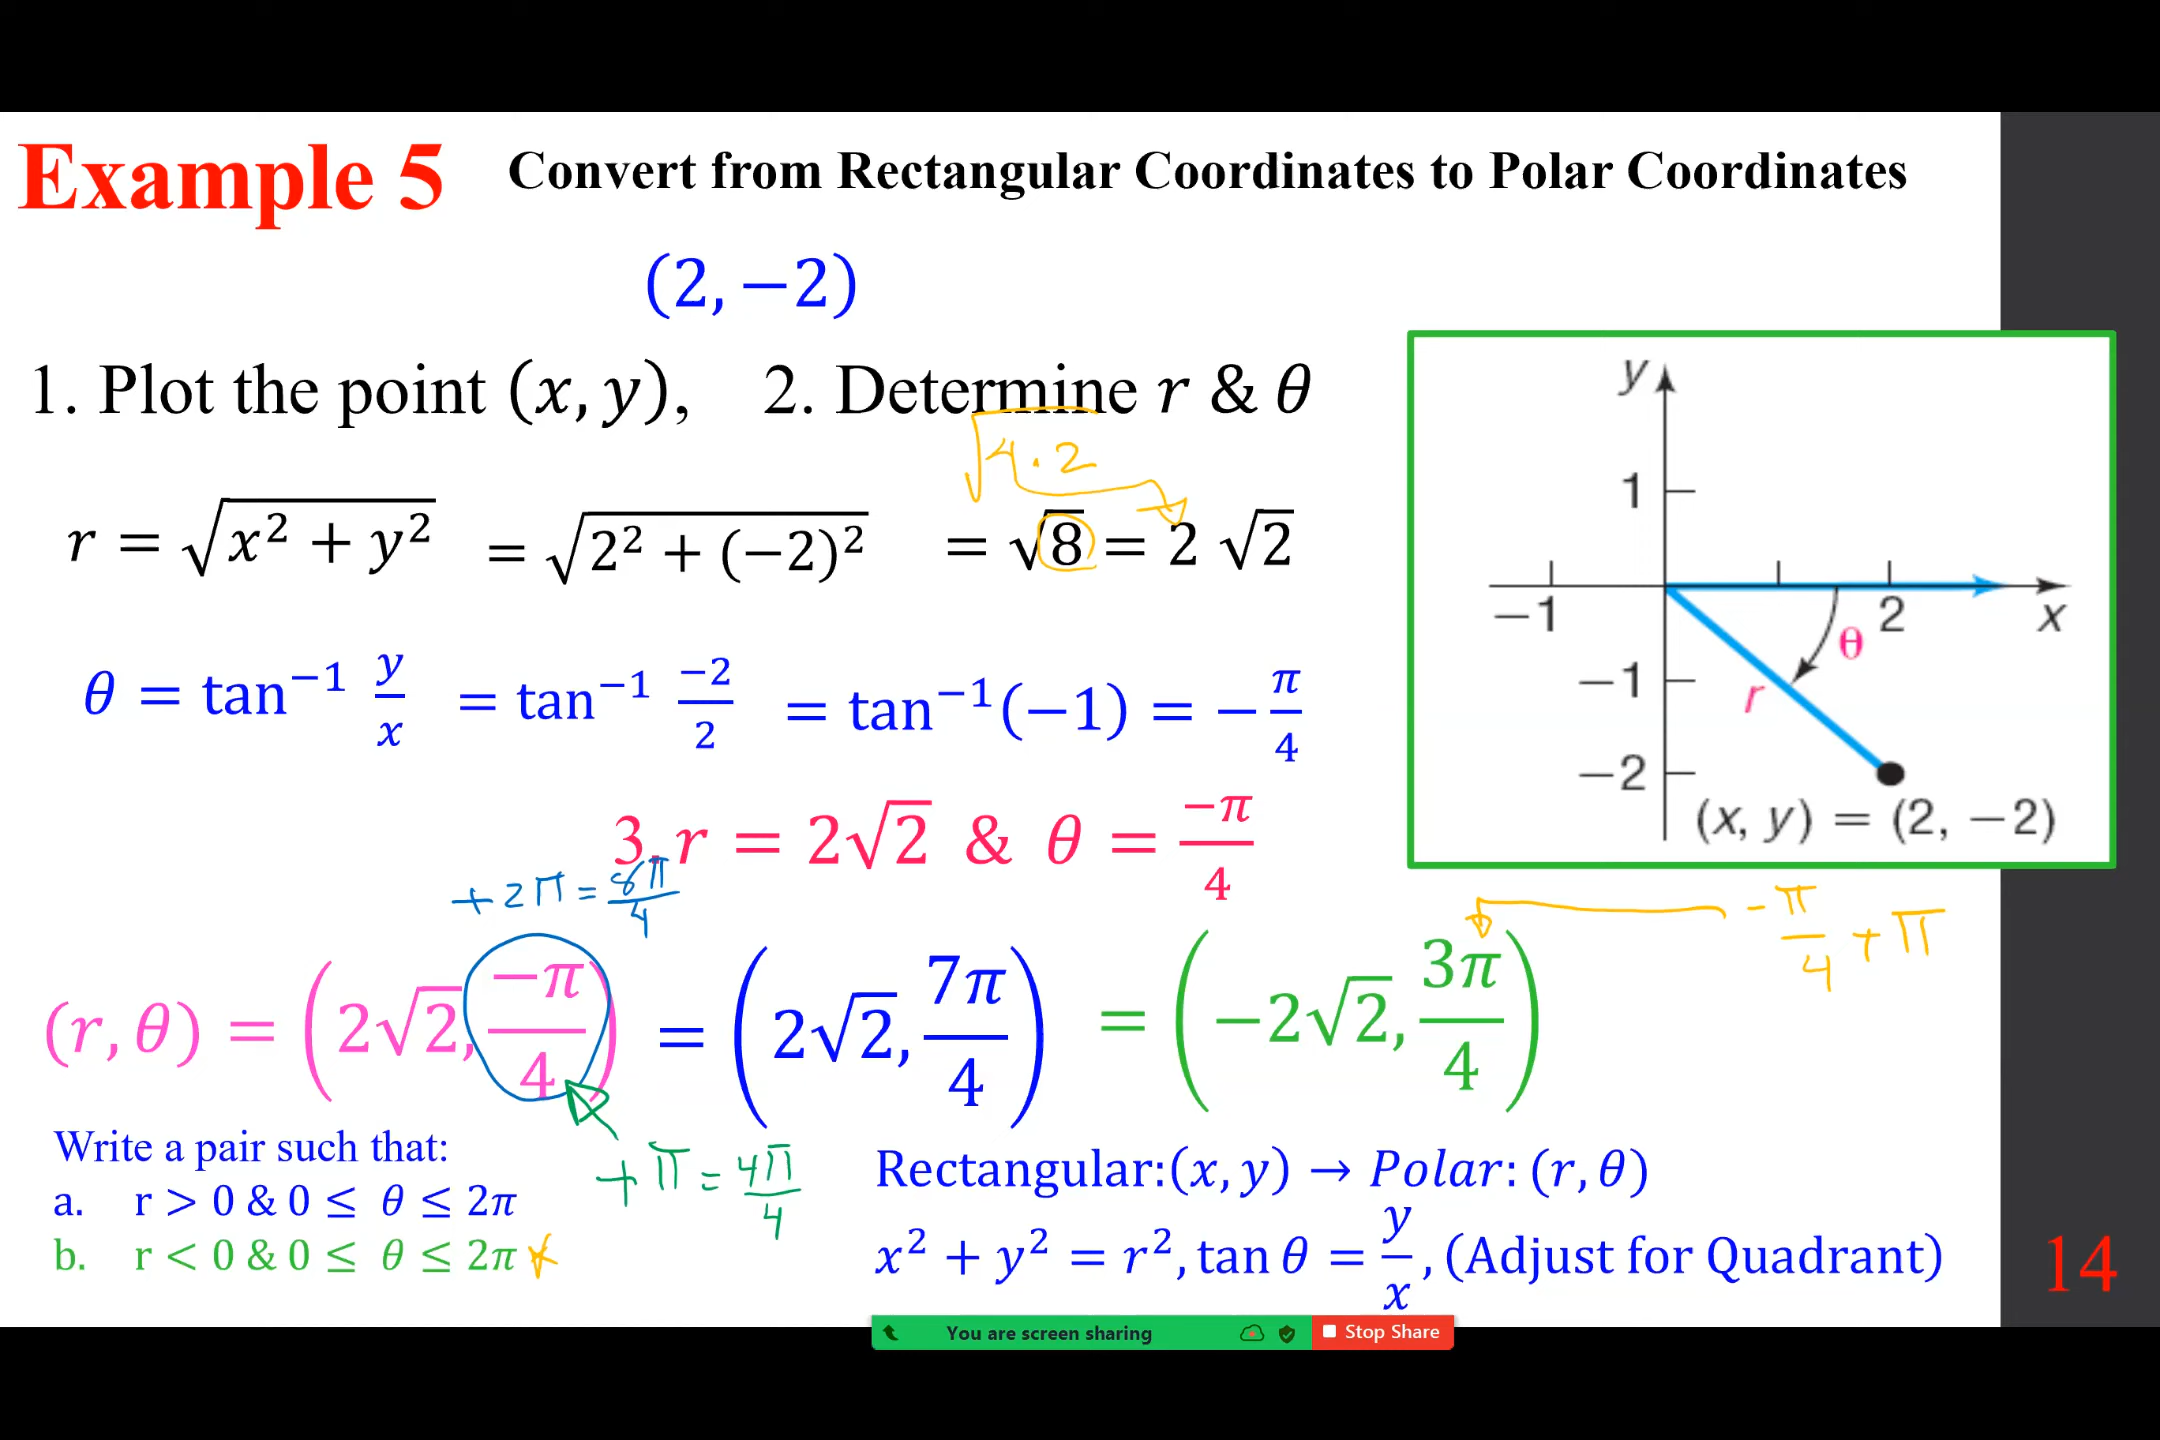 Example 5 Convert from Rectangular Coordinates to Polar Coordinates
(2, −2)
1. Plot the point (x, y), 2. Determine r & θ
√4·2
r = √(x² + y²) = √(2² + (−2)²) = √8 = 2 √2
θ = tan⁻¹ y/x = tan⁻¹ −2/2 = tan⁻¹(−1) = −π/4
3. r = 2√2 & θ = −π/4
+2π = 8π/4
−π/4 + π
(r, θ) = (2√2, −π/4) = (2√2, 7π/4) = (−2√2, 3π/4)
+π = 4π/4
Write a pair such that:
a. r > 0 & 0 ≤ θ ≤ 2π
b. r < 0 & 0 ≤ θ ≤ 2π
Rectangular:(x, y) → Polar: (r, θ)
x² + y² = r², tan θ = y/x, (Adjust for Quadrant)
y
1
−1 2 x
θ
−1
r
−2
(x, y) = (2, −2)
14
You are screen sharing Stop Share